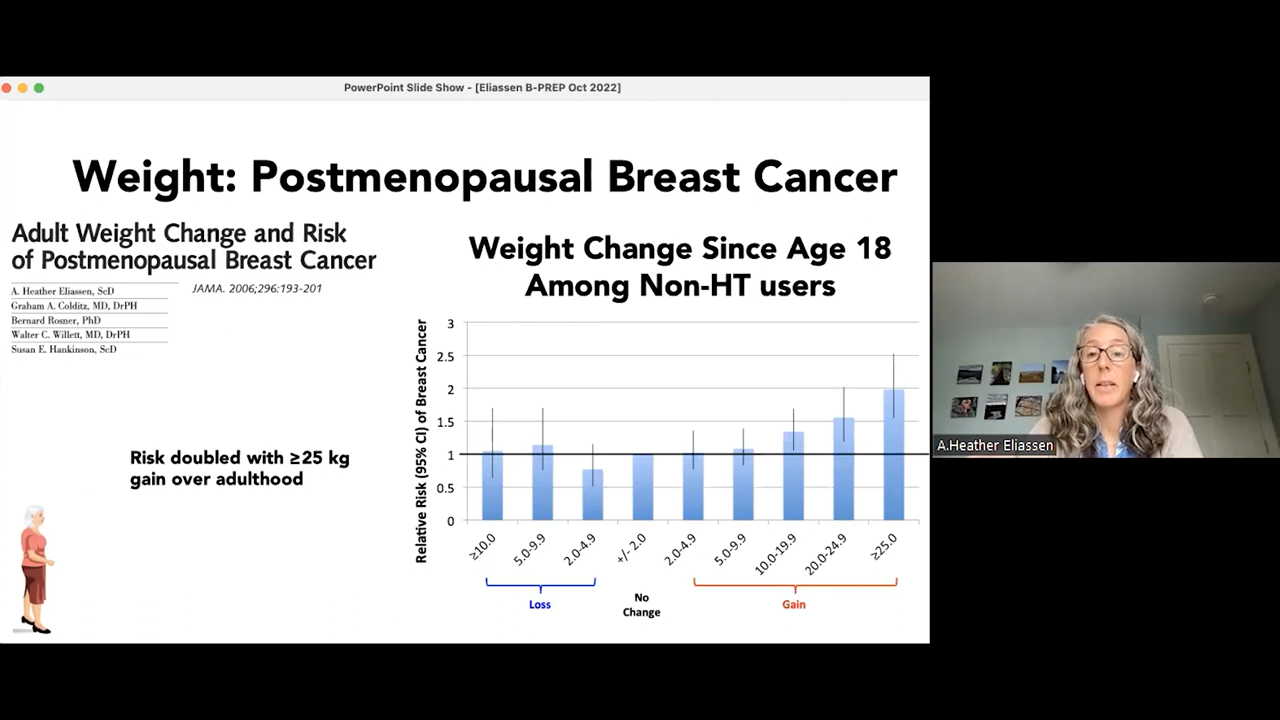 PowerPoint Slide Show - [Eliassen B-PREP Oct 2022]
Weight: Postmenopausal Breast Cancer
Adult Weight Change and Risk
of Postmenopausal Breast Cancer
A. Heather Eliassen, ScD
Graham A. Colditz, MD, DrPH
Bernard Rosner, PhD
Walter C. Willett, MD, DrPH
Susan E. Hankinson, ScD
JAMA. 2006;296:193-201
Risk doubled with ≥25 kg
gain over adulthood
Weight Change Since Age 18
Among Non-HT users
Relative Risk (95% CI) of Breast Cancer
3
2.5
2
1.5
1
0.5
0
≥10.0
5.0-9.9
2.0-4.9
+/- 2.0
2.0-4.9
5.0-9.9
10.0-19.9
20.0-24.9
≥25.0
Loss
No
Change
Gain
A.Heather Eliassen